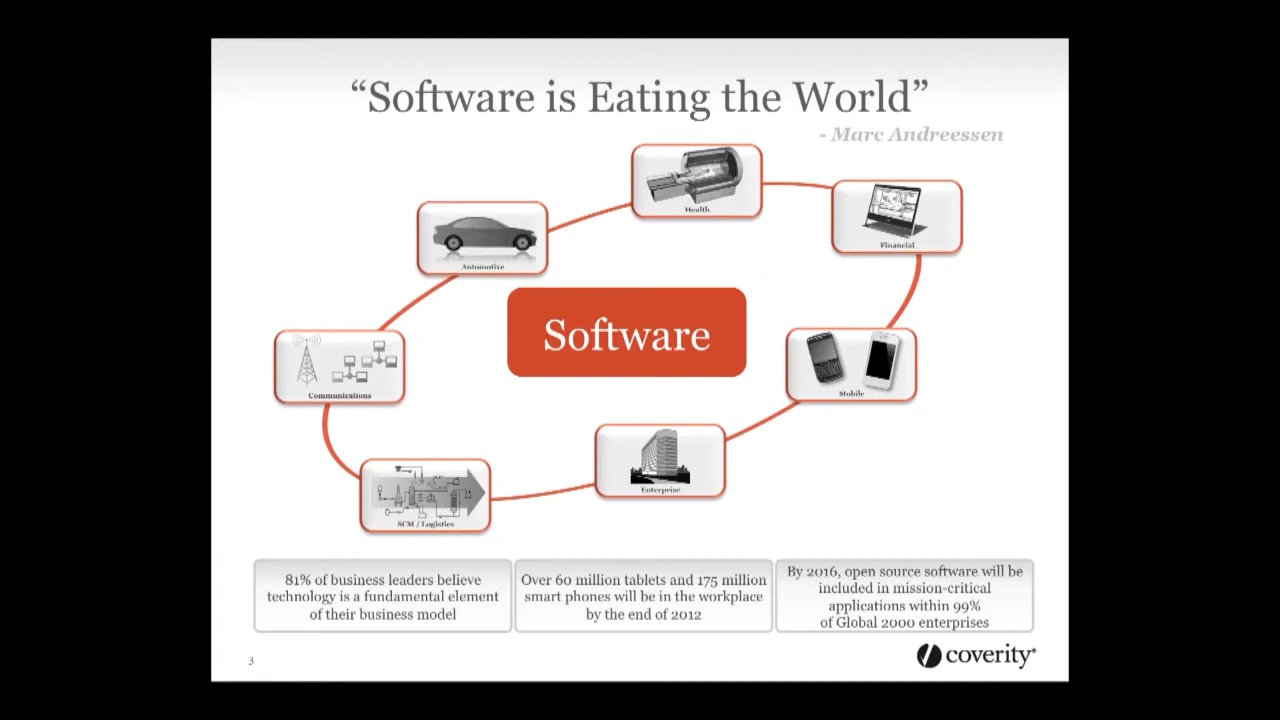 “Software is Eating the World”
- Marc Andreessen
Health
Financial
Automotive
Software
Communications
Mobile
Enterprise
SCM / Logistics
81% of business leaders believe
technology is a fundamental element
of their business model
Over 60 million tablets and 175 million
smart phones will be in the workplace
by the end of 2012
By 2016, open source software will be
included in mission-critical
applications within 99%
of Global 2000 enterprises
3
coverity®